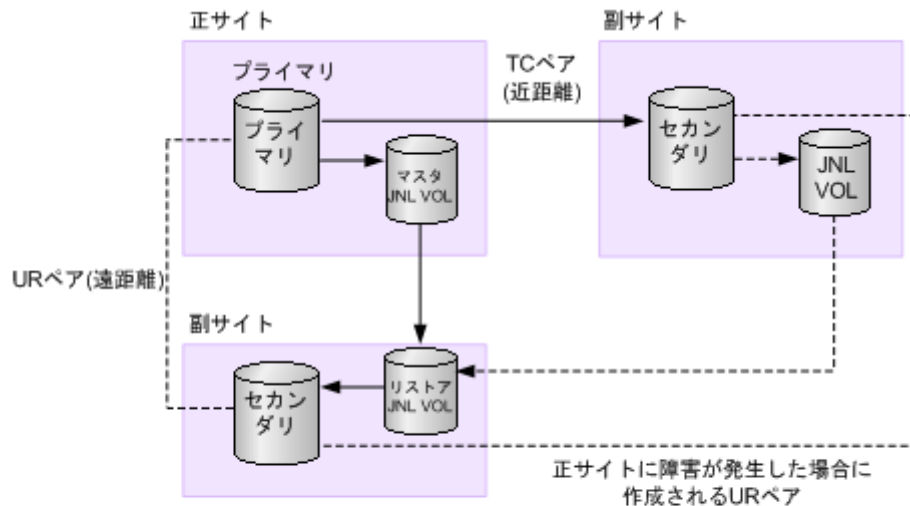 正サイト
副サイト
プライマリ
TCペア
(近距離)
プライ
マリ
マスタ
JNL VOL
セカン
ダリ
JNL
VOL
URペア(遠距離)
副サイト
セカン
ダリ
リストア
JNL VOL
正サイトに障害が発生した場合に
作成されるURペア